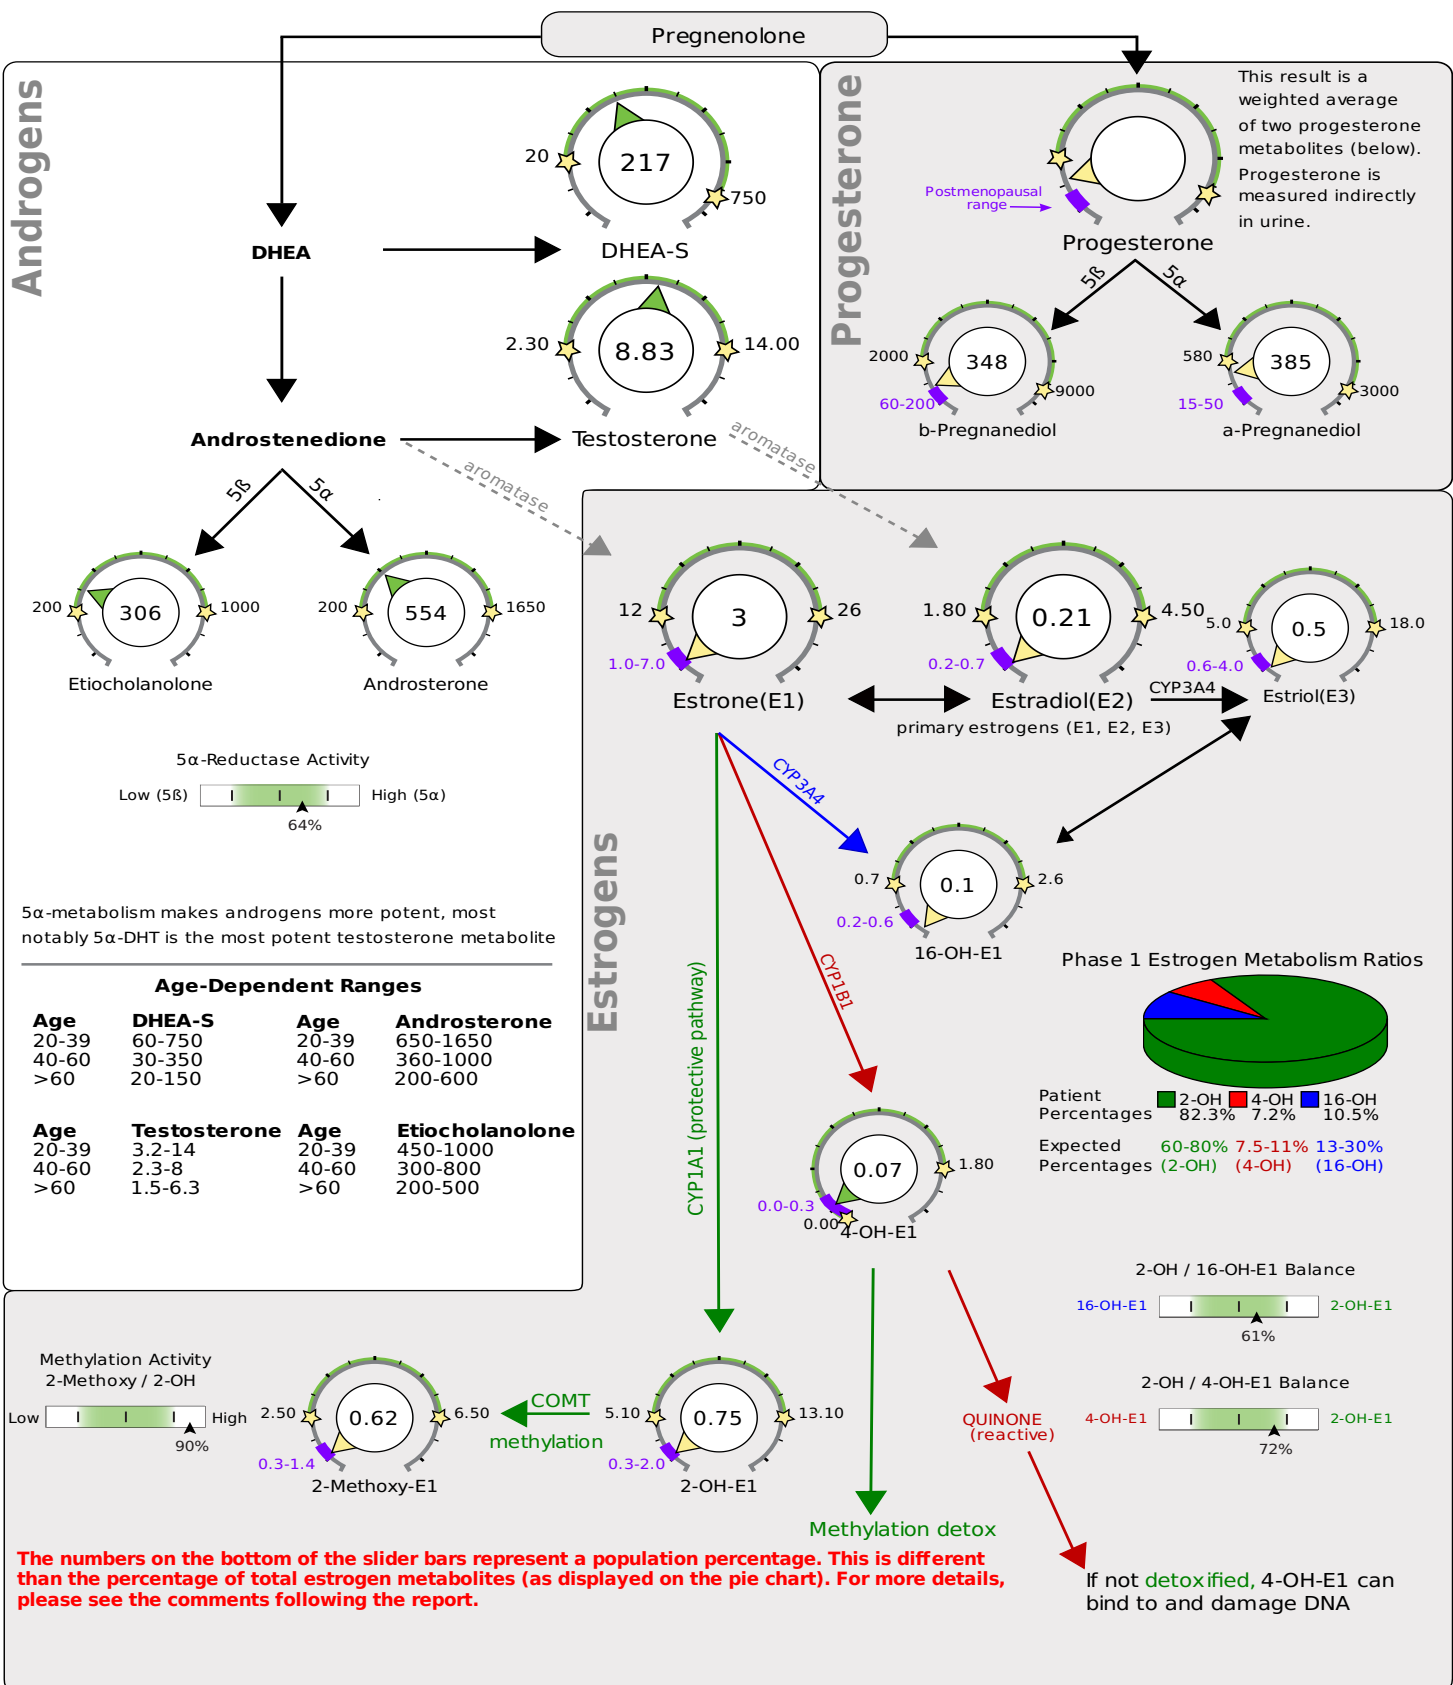 Pregnenolone
Androgens
20
217
750
DHEA-S
DHEA
2.30
8.83
14.00
Testosterone
Androstenedione
aromatase
aromatase
5ß
5α
200
306
1000
Etiocholanolone
200
554
1650
Androsterone
5α-Reductase Activity
Low (5ß)
High (5α)
64%
5α-metabolism makes androgens more potent, most
notably 5α-DHT is the most potent testosterone metabolite
Age-Dependent Ranges
Age DHEA-S
20-39 60-750
40-60 30-350
>60 20-150
Age Androsterone
20-39 650-1650
40-60 360-1000
>60 200-600
Age Testosterone
20-39 3.2-14
40-60 2.3-8
>60 1.5-6.3
Age Etiocholanolone
20-39 450-1000
40-60 300-800
>60 200-500
Progesterone
This result is a
weighted average
of two progesterone
metabolites (below).
Progesterone is
measured indirectly
in urine.
Postmenopausal
range
Progesterone
5ß
5α
2000
348
9000
60-200
b-Pregnanediol
580
385
3000
15-50
a-Pregnanediol
Estrogens
12
3
26
1.0-7.0
Estrone(E1)
1.80
0.21
4.50
0.2-0.7
Estradiol(E2)
5.0
0.5
18.0
0.6-4.0
Estriol(E3)
CYP3A4
primary estrogens (E1, E2, E3)
CYP3A4
0.7
0.1
2.6
0.2-0.6
16-OH-E1
CYP1B1
CYP1A1 (protective pathway)
Phase 1 Estrogen Metabolism Ratios
Patient
Percentages
2-OH
82.3%
4-OH
7.2%
16-OH
10.5%
Expected
Percentages
60-80%
(2-OH)
7.5-11%
(4-OH)
13-30%
(16-OH)
0.07
1.80
0.0-0.3
0.00
4-OH-E1
2-OH / 16-OH-E1 Balance
16-OH-E1
2-OH-E1
61%
2-OH / 4-OH-E1 Balance
4-OH-E1
2-OH-E1
72%
Methylation Activity
2-Methoxy / 2-OH
Low
High
90%
2.50
0.62
6.50
0.3-1.4
2-Methoxy-E1
COMT
methylation
5.10
0.75
13.10
0.3-2.0
2-OH-E1
QUINONE
(reactive)
Methylation detox
If not detoxified, 4-OH-E1 can
bind to and damage DNA
The numbers on the bottom of the slider bars represent a population percentage. This is different
than the percentage of total estrogen metabolites (as displayed on the pie chart). For more details,
please see the comments following the report.